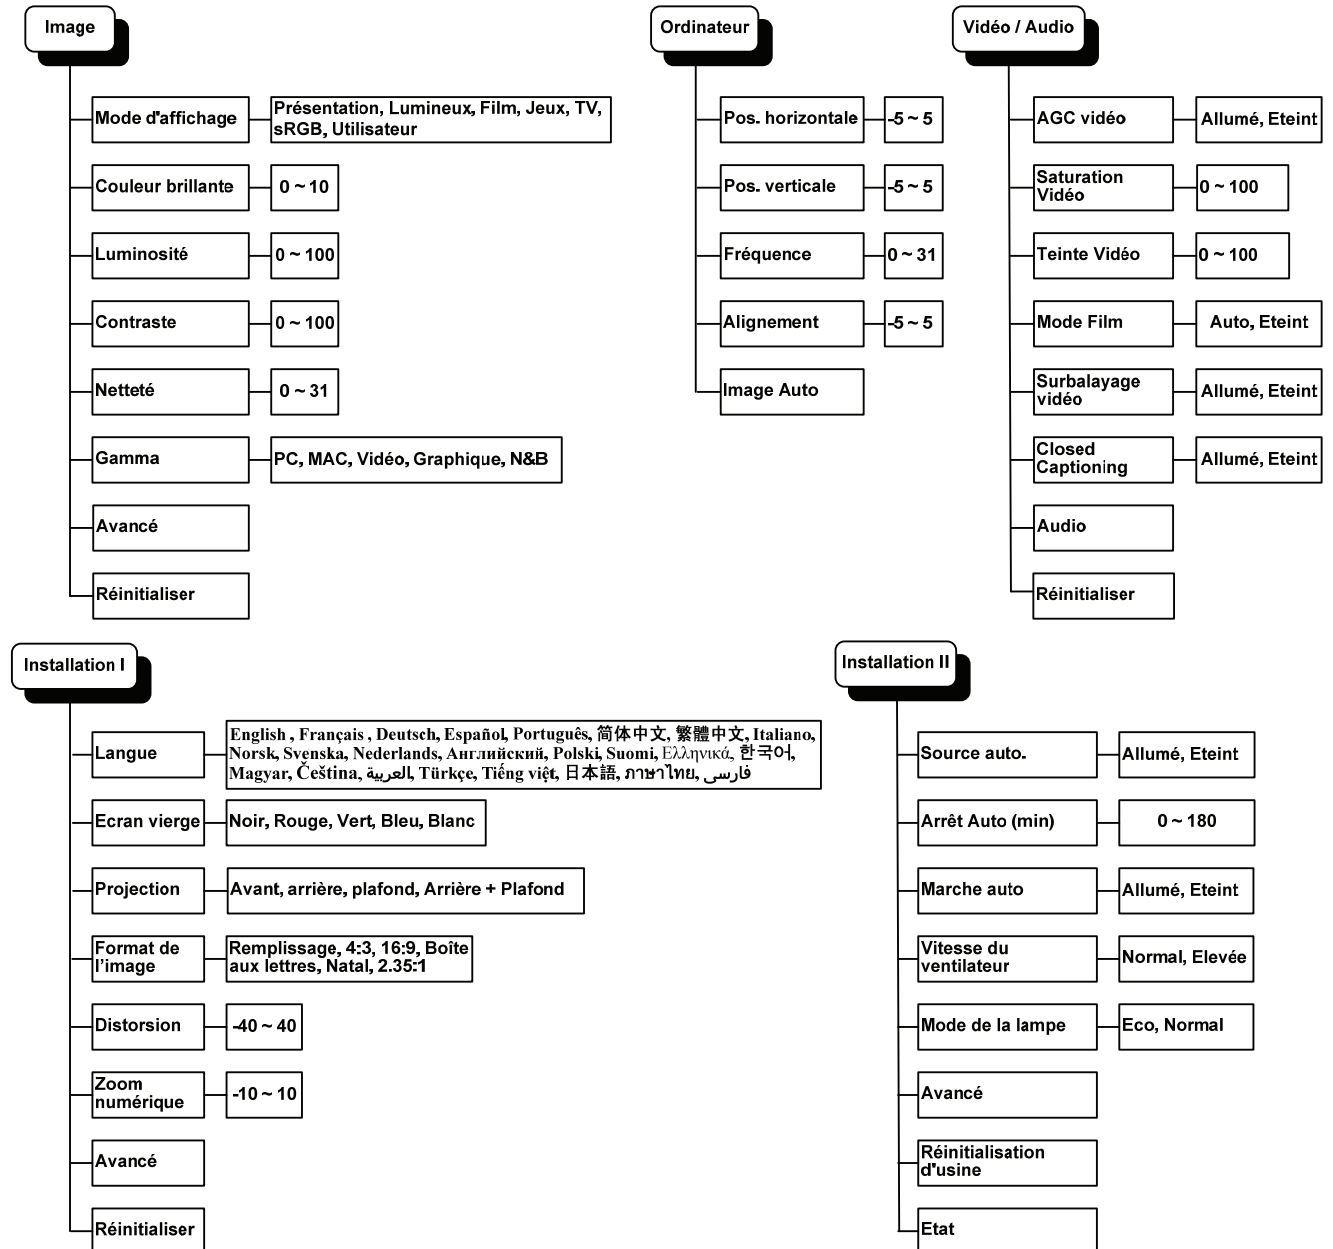 Image
Mode d'affichage
Présentation, Lumineux, Film, Jeux, TV,
sRGB, Utilisateur
Couleur brillante
0 ~ 10
Luminosité
0 ~ 100
Contraste
0 ~ 100
Netteté
0 ~ 31
Gamma
PC, MAC, Vidéo, Graphique, N&B
Avancé
Réinitialiser
Ordinateur
Pos. horizontale
-5 ~ 5
Pos. verticale
-5 ~ 5
Fréquence
0 ~ 31
Alignement
-5 ~ 5
Image Auto
Vidéo / Audio
AGC vidéo
Allumé, Eteint
Saturation
Vidéo
0 ~ 100
Teinte Vidéo
0 ~ 100
Mode Film
Auto, Eteint
Surbalayage
vidéo
Allumé, Eteint
Closed
Captioning
Allumé, Eteint
Audio
Réinitialiser
Installation I
Langue
English , Français , Deutsch, Español, Português, 简体中文, 繁體中文, Italiano,
Norsk, Svenska, Nederlands, Английский, Polski, Suomi, Ελληνικά, 한국어,
Magyar, Čeština, العربية, Türkçe, Tiếng việt, 日本語, ภาษาไทย, فارسی
Ecran vierge
Noir, Rouge, Vert, Bleu, Blanc
Projection
Avant, arrière, plafond, Arrière + Plafond
Format de
l'image
Remplissage, 4:3, 16:9, Boîte
aux lettres, Natal, 2.35:1
Distorsion
-40 ~ 40
Zoom
numérique
-10 ~ 10
Avancé
Réinitialiser
Installation II
Source auto.
Allumé, Eteint
Arrêt Auto (min)
0 ~ 180
Marche auto
Allumé, Eteint
Vitesse du
ventilateur
Normal, Elevée
Mode de la lampe
Eco, Normal
Avancé
Réinitialisation
d'usine
Etat